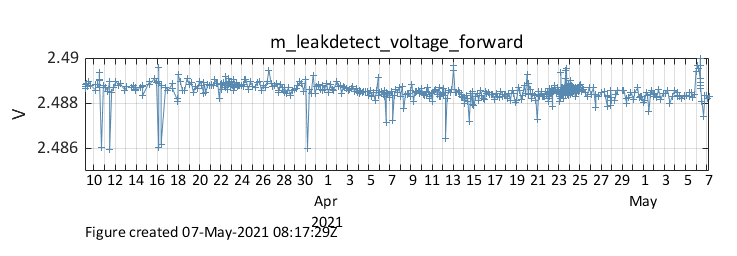 m_leakdetect_voltage_forward
2.49
2.488
2.486
V
10 12 14 16 18 20 22 24 26 28 30 1 3 5 7 9 11 13 15 17 19 21 23 25 27 29 1 3 5 7
Apr May
2021
Figure created 07-May-2021 08:17:29Z